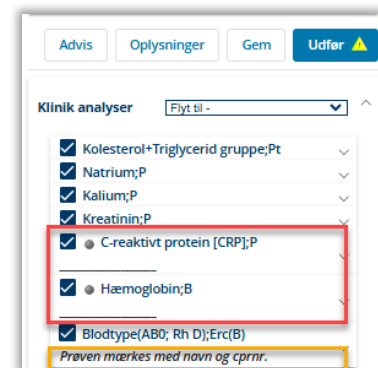 Advis Oplysninger Gem Udfør
Klinik analyser Flyt til -
Kolesterol+Triglycerid gruppe;Pt
Natrium;P
Kalium;P
Kreatinin;P
C-reaktivt protein [CRP];P
Hæmoglobin;B
Blodtype(AB0; Rh D);Erc(B)
Prøven mærkes med navn og cprnr.